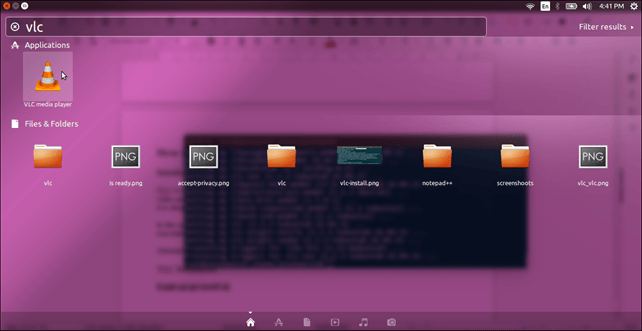 En
4:41 PM
vlc
Filter results
Applications
VLC media player
Files & Folders
PNG
PNG
PNG
vlc
is ready.png
accept-privacy.png
vlc
vlc-install.png
notepad++
screenshoots
vlc_vlc.png